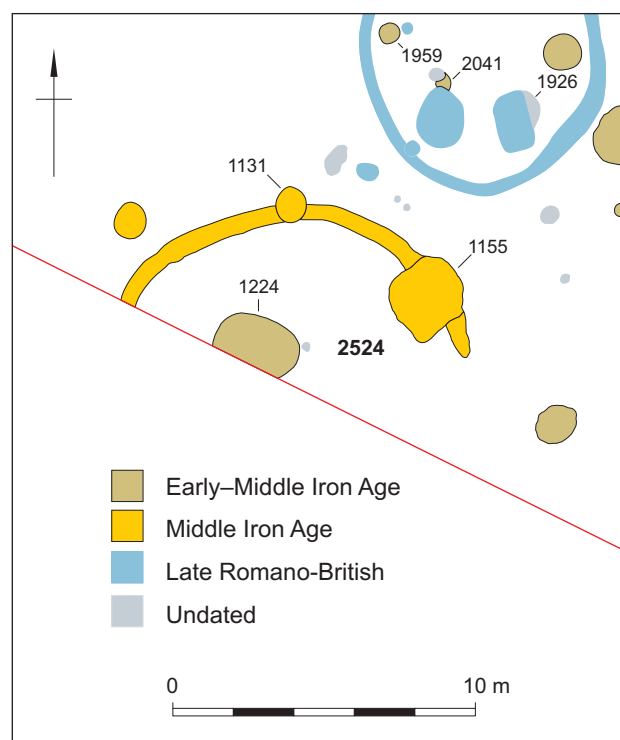 1959
2041
1926
1131
1155
1224
2524
Early–Middle Iron Age
Middle Iron Age
Late Romano-British
Undated
0 10 m